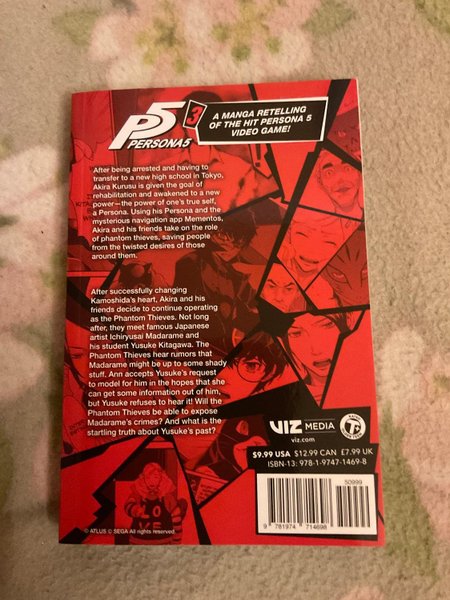 P5 3
PERSONA5
A MANGA RETELLING
OF THE HIT PERSONA 5
VIDEO GAME!
After being arrested and having to
transfer to a new high school in Tokyo,
Akira Kurusu is given the goal of
rehabilitation and awakened to a new
power—the power of one's true self,
a Persona. Using his Persona and the
mysterious navigation app Mementos,
Akira and his friends take on the role
of phantom thieves, saving people
from the twisted desires of those
around them.
After successfully changing
Kamoshida's heart, Akira and his
friends decide to continue operating
as the Phantom Thieves. Not long
after, they meet famous Japanese
artist Ichiryusai Madarame and
his student Yusuke Kitagawa. The
Phantom Thieves hear rumors that
Madarame might be up to some shady
stuff. Ann accepts Yusuke's request
to model for him in the hopes that she
can get some information out of him,
but Yusuke refuses to hear it! Will the
Phantom Thieves be able to expose
Madarame's crimes? And what is the
startling truth about Yusuke's past?
VIZ MEDIA
viz.com
T
$9.99 USA $12.99 CAN £7.99 UK
ISBN-13: 978-1-9747-1469-8
50999
9 781974 714698
LO
VE
© ATLUS © SEGA All rights reserved.